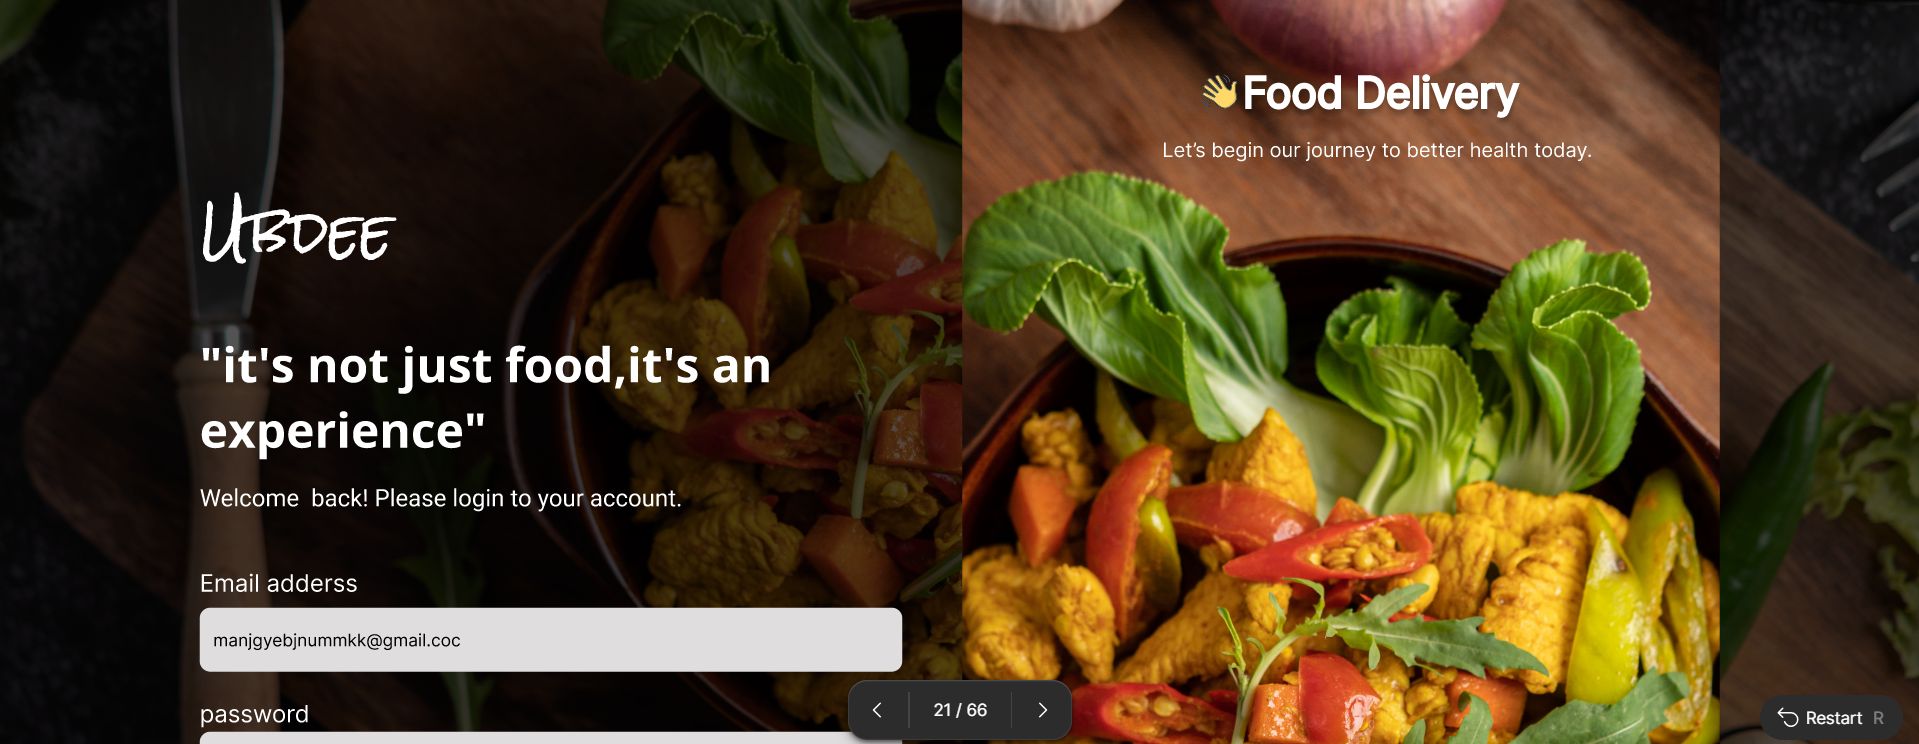 UBDEE
"it's not just food,it's an
experience"
Welcome  back! Please login to your account.
Email adderss
manjgyebjnummkk@gmail.coc
password
👋Food Delivery
Let's begin our journey to better health today.
21 / 66
Restart R